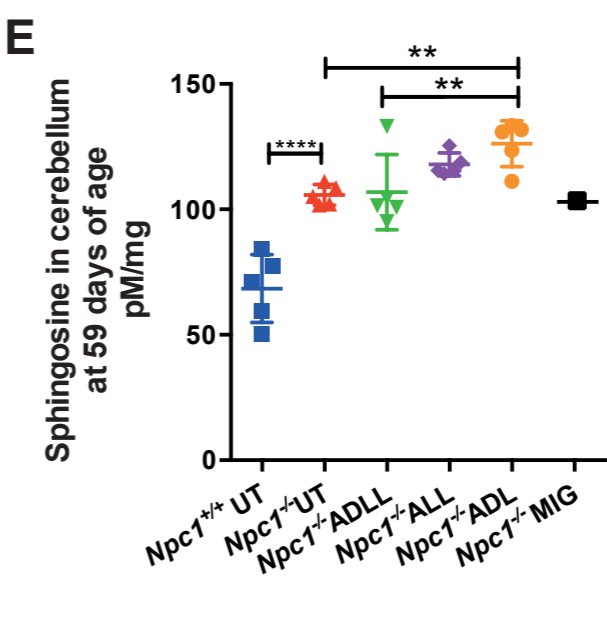 E
**
**
****
Sphingosine in cerebellum
at 59 days of age
pM/mg
150
100
50
0
Npc1+/+ UT
Npc1-/-UT
Npc1-/-ADLL
Npc1-/-ALL
Npc1-/-ADL
Npc1-/-MIG